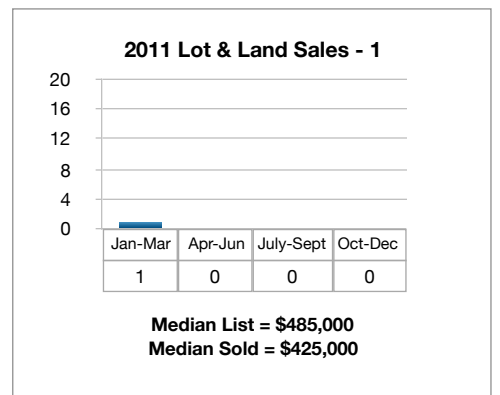 2011 Lot & Land Sales - 1
20
16
12
8
4
0
Jan-Mar Apr-Jun July-Sept Oct-Dec
1 0 0 0
Median List = $485,000
Median Sold = $425,000